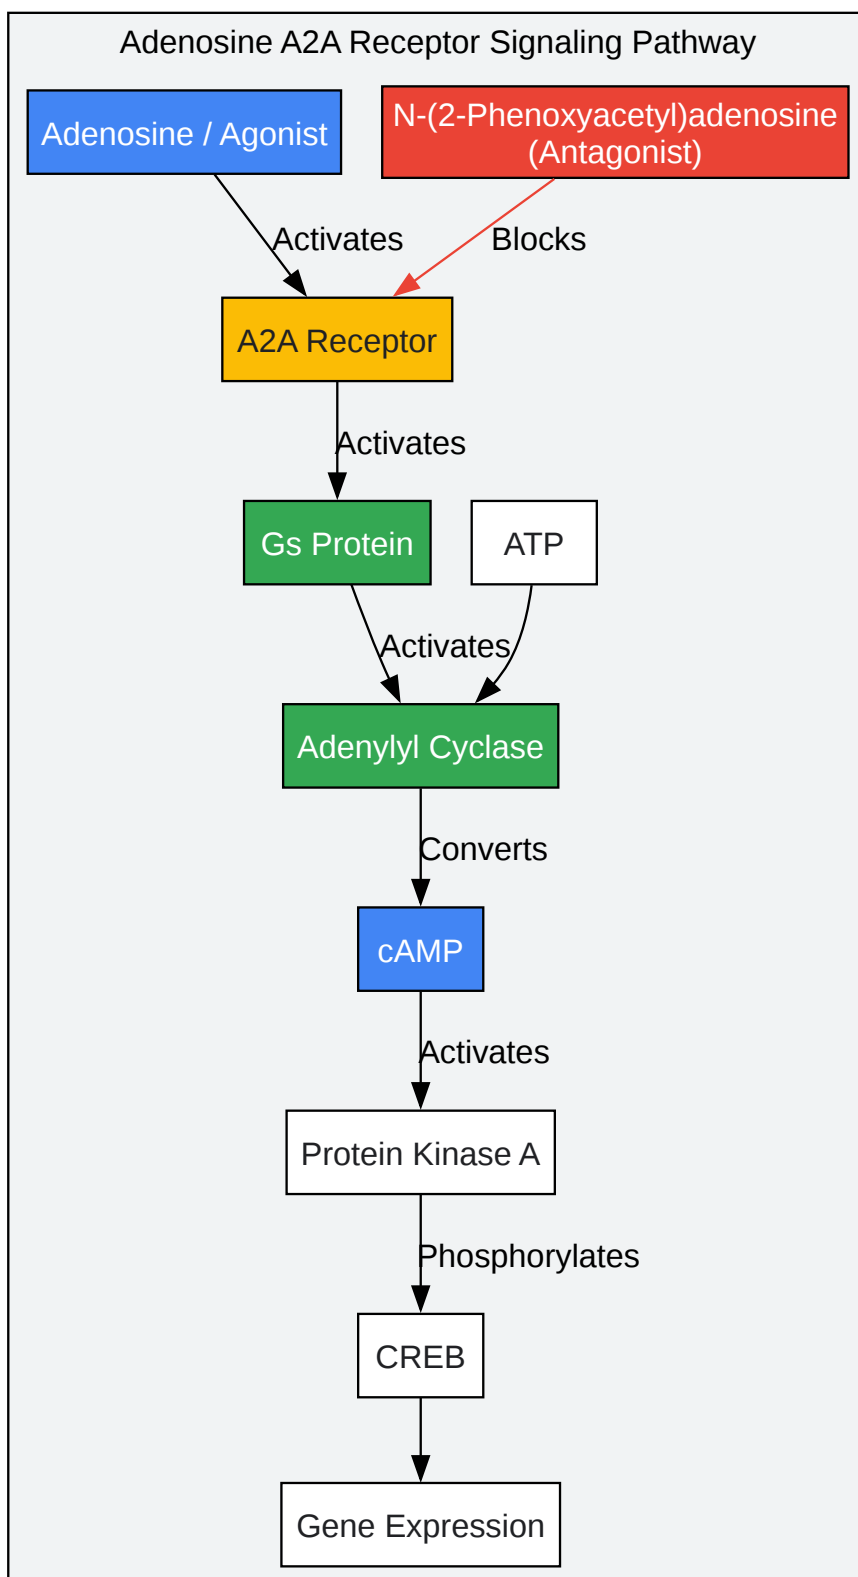 Adenosine A2A Receptor Signaling Pathway
Adenosine / Agonist
N-(2-Phenoxyacetyl)adenosine
(Antagonist)
Activates
Blocks
A2A Receptor
Activates
Gs Protein
ATP
Activates
Adenylyl Cyclase
Converts
cAMP
Activates
Protein Kinase A
Phosphorylates
CREB
Gene Expression